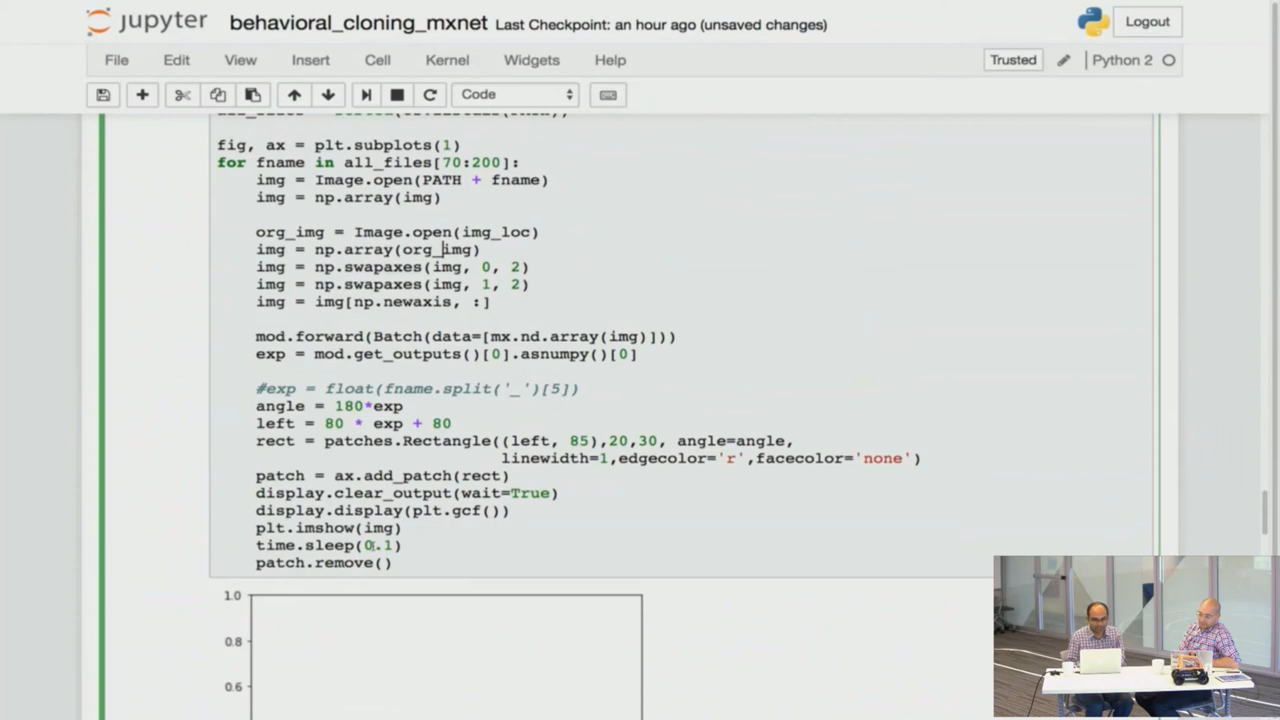 jupyter behavioral_cloning_mxnet Last Checkpoint: an hour ago (unsaved changes) Logout
File Edit View Insert Cell Kernel Widgets Help Trusted Python 2
Code
fig, ax = plt.subplots(1)
for fname in all_files[70:200]:
    img = Image.open(PATH + fname)
    img = np.array(img)
    org_img = Image.open(img_loc)
    img = np.array(org_img)
    img = np.swapaxes(img, 0, 2)
    img = np.swapaxes(img, 1, 2)
    img = img[np.newaxis, :]
    mod.forward(Batch(data=[mx.nd.array(img)]))
    exp = mod.get_outputs()[0].asnumpy()[0]
    #exp = float(fname.split('_')[5])
    angle = 180*exp
    left = 80 * exp + 80
    rect = patches.Rectangle((left, 85),20,30, angle=angle,
                             linewidth=1,edgecolor='r',facecolor='none')
    patch = ax.add_patch(rect)
    display.clear_output(wait=True)
    display.display(plt.gcf())
    plt.imshow(img)
    time.sleep(0.1)
    patch.remove()
1.0
0.8
0.6